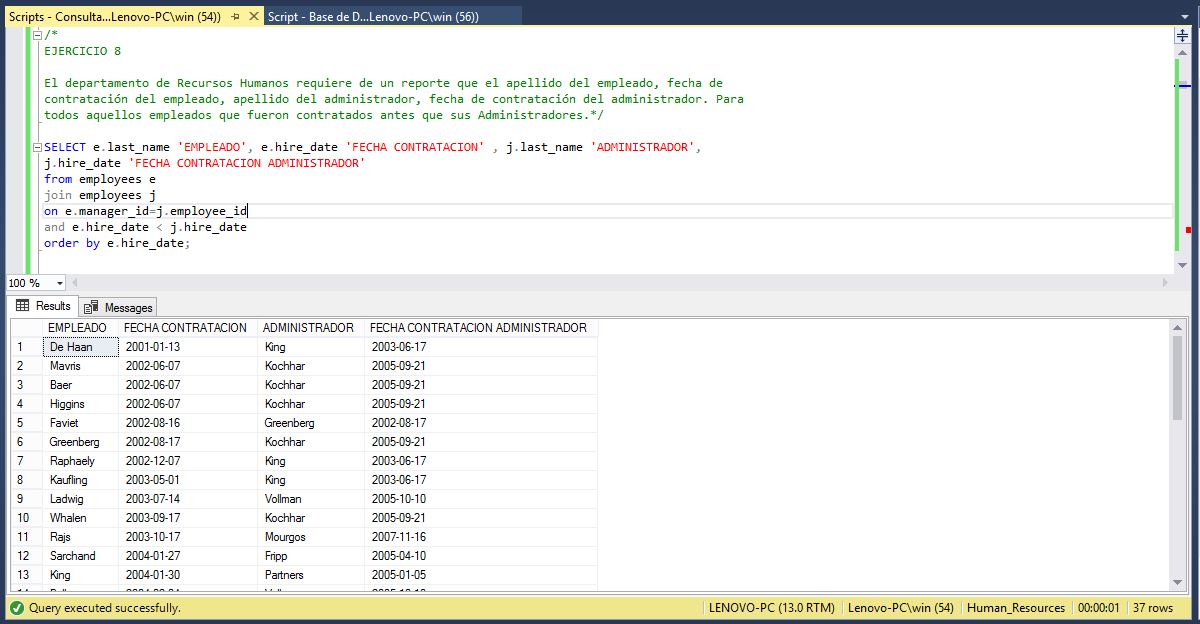 Scripts - Consulta...Lenovo-PC\win (54)) Script - Base de D...Lenovo-PC\win (56))
/*
EJERCICIO 8
El departamento de Recursos Humanos requiere de un reporte que el apellido del empleado, fecha de
contratación del empleado, apellido del administrador, fecha de contratación del administrador. Para
todos aquellos empleados que fueron contratados antes que sus Administradores.*/
SELECT e.last_name 'EMPLEADO', e.hire_date 'FECHA CONTRATACION' , j.last_name 'ADMINISTRADOR',
j.hire_date 'FECHA CONTRATACION ADMINISTRADOR'
from employees e
join employees j
on e.manager_id=j.employee_id
and e.hire_date < j.hire_date
order by e.hire_date;
100 %
Results Messages
EMPLEADO FECHA CONTRATACION ADMINISTRADOR FECHA CONTRATACION ADMINISTRADOR
1 De Haan 2001-01-13 King 2003-06-17
2 Mavris 2002-06-07 Kochhar 2005-09-21
3 Baer 2002-06-07 Kochhar 2005-09-21
4 Higgins 2002-06-07 Kochhar 2005-09-21
5 Faviet 2002-08-16 Greenberg 2002-08-17
6 Greenberg 2002-08-17 Kochhar 2005-09-21
7 Raphaely 2002-12-07 King 2003-06-17
8 Kaufling 2003-05-01 King 2003-06-17
9 Ladwig 2003-07-14 Vollman 2005-10-10
10 Whalen 2003-09-17 Kochhar 2005-09-21
11 Rajs 2003-10-17 Mourgos 2007-11-16
12 Sarchand 2004-01-27 Fripp 2005-04-10
13 King 2004-01-30 Partners 2005-01-05
Query executed successfully. LENOVO-PC (13.0 RTM) Lenovo-PC\win (54) Human_Resources 00:00:01 37 rows